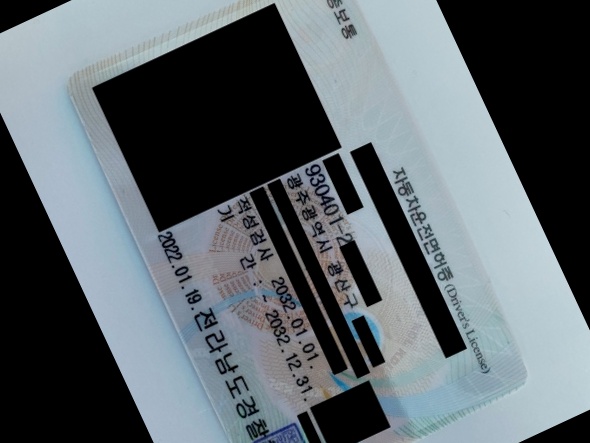 자동차운전면허증 (Driver's License)
종보통
930401-2
광주광역시 광산구
적성검사 2032.01.01.
기 간 : ~ 2032.12.31.
2022.01.19. 전라남도경찰